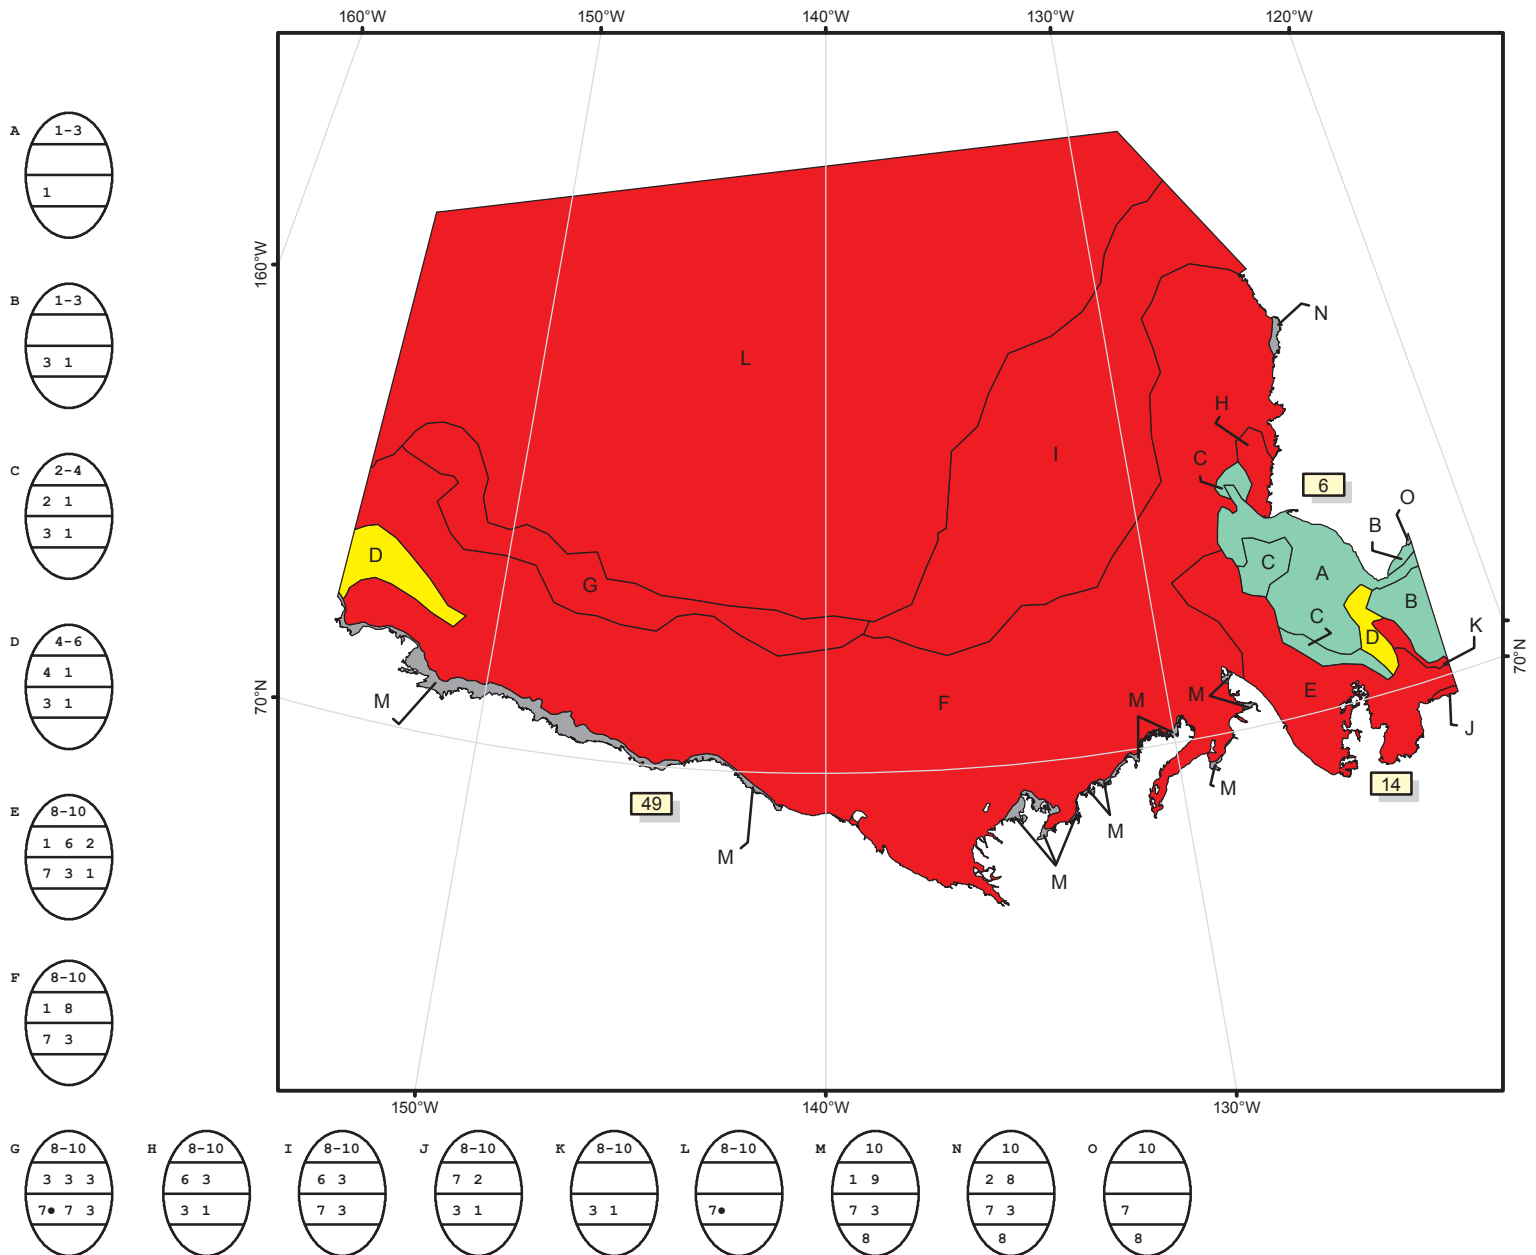 160°W 150°W 140°W 130°W 120°W
A 1-3
1
B 1-3
3 1
C 2-4
2 1
3 1
D 4-6
4 1
3 1
E 8-10
1 6 2
7 3 1
F 8-10
1 8
7 3
160°W
70°N
N
L
H
I
C
6
O
B
D
C
A
G
B
C
K
D
M
F
M
M
E
J
70°N
49
M
14
M
M
M
150°W 140°W 130°W
G 8-10
3 3 3
7● 7 3
H 8-10
6 3
3 1
I 8-10
6 3
7 3
J 8-10
7 2
3 1
K 8-10
3 1
L 8-10
7●
M 10
1 9
7 3
8
N 10
2 8
7 3
8
O 10
7
8